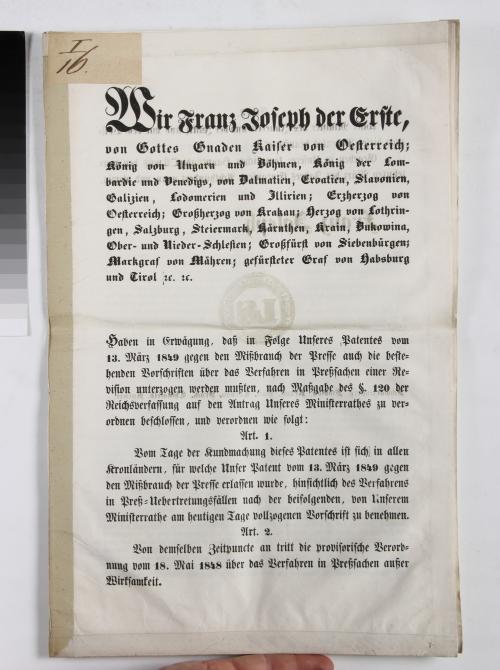 I
16.
Wir Franz Joseph der Erste,
von Gottes Gnaden Kaiser von Oesterreich;
König von Ungarn und Böhmen, König der Lom-
bardie und Venedigs, von Dalmatien, Croatien, Slavonien,
Galizien, Lodomerien und Illirien; Erzherzog von
Oesterreich; Großherzog von Krakau; Herzog von Lothrin-
gen, Salzburg, Steiermark, Kärnthen, Krain, Bukowina,
Ober- und Nieder-Schlesien; Großfürst von Siebenbürgen;
Markgraf von Mähren; gefürsteter Graf von Habsburg
und Tirol ꝛc. ꝛc.
Haben in Erwägung, daß in Folge Unseres Patentes vom
13. März 1849 gegen den Mißbrauch der Presse auch die beste-
henden Vorschriften über das Verfahren in Preßsachen einer Re-
vision unterzogen werden mußten, nach Maßgabe des §. 120 der
Reichsverfassung auf den Antrag Unseres Ministerrathes zu ver-
ordnen beschlossen, und verordnen wie folgt:
Art. 1.
Vom Tage der Kundmachung dieses Patentes ist sich in allen
Kronländern, für welche Unser Patent vom 13. März 1849 gegen
den Mißbrauch der Presse erlassen wurde, hinsichtlich des Verfahrens
in Preß-Uebertretungsfällen nach der beifolgenden, von Unserem
Ministerrathe am heutigen Tage vollzogenen Vorschrift zu benehmen.
Art. 2.
Von demselben Zeitpuncte an tritt die provisorische Verord-
nung vom 18. Mai 1848 über das Verfahren in Preßsachen außer
Wirksamkeit.